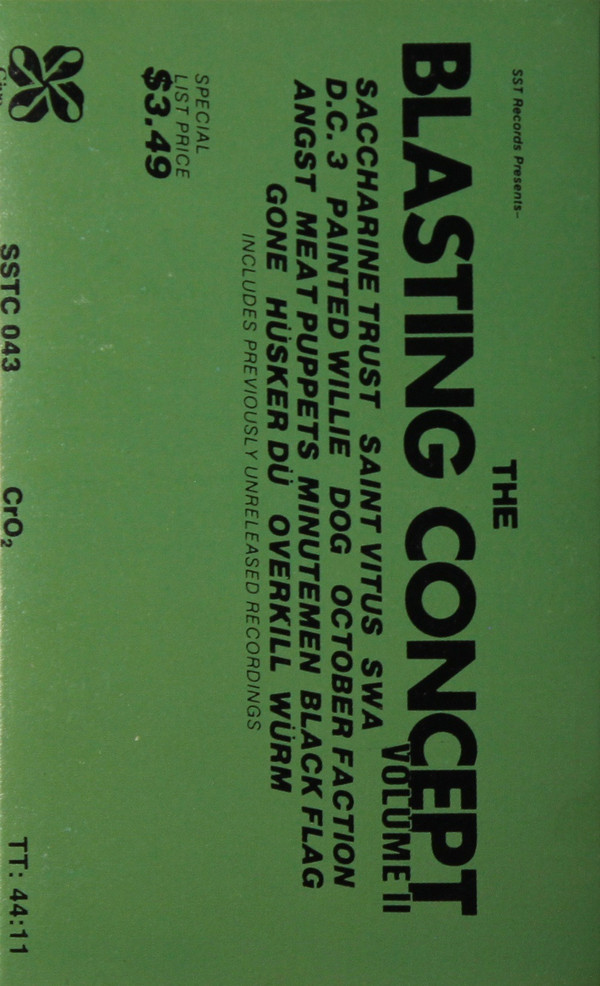 SST Records Presents–
THE
BLASTING CONCEPT
VOLUME II
SACCHARINE TRUST SAINT VITUS SWA
D.C. 3 PAINTED WILLIE DOG OCTOBER FACTION
ANGST MEAT PUPPETS MINUTEMEN BLACK FLAG
GONE HÜSKER DÜ OVERKILL WÜRM
INCLUDES PREVIOUSLY UNRELEASED RECORDINGS
SPECIAL
LIST PRICE
$3.49
SSTC 043 CrO₂ TT: 44:11